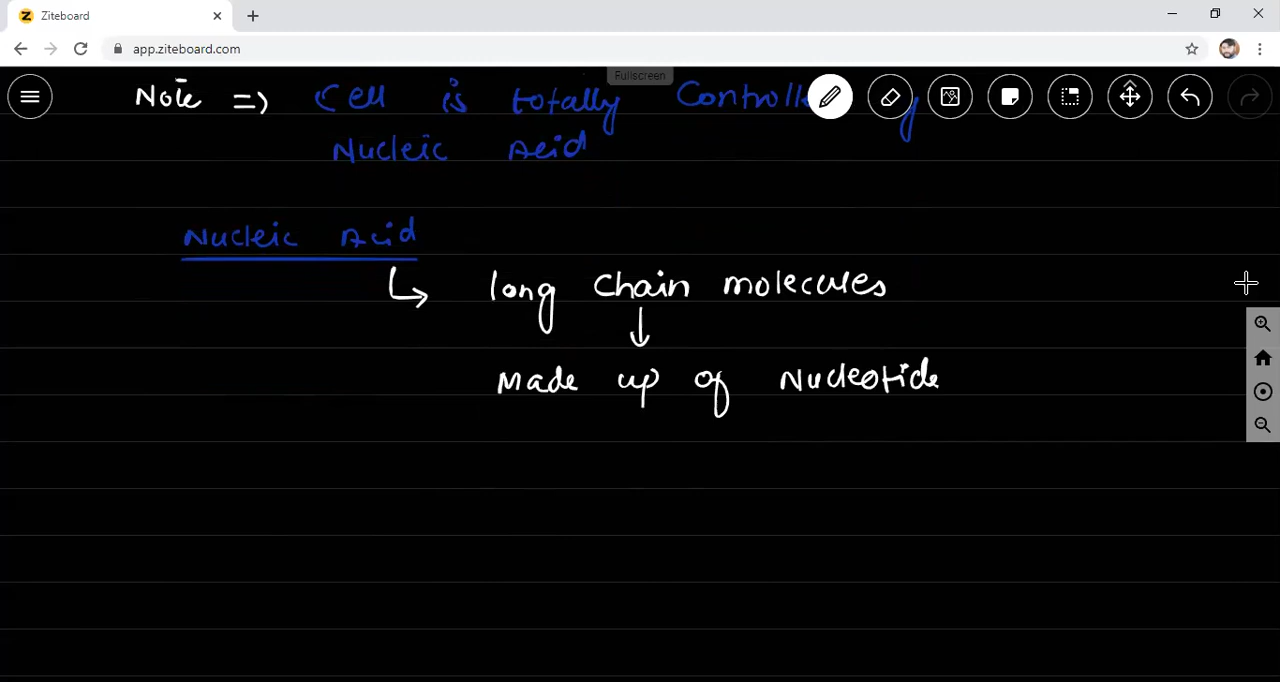 Ziteboard
app.ziteboard.com
Fullscreen
Note => Cell is totally
Nucleic Acid
Nucleic Acid
long chain molecules
Made up of Nucleotide